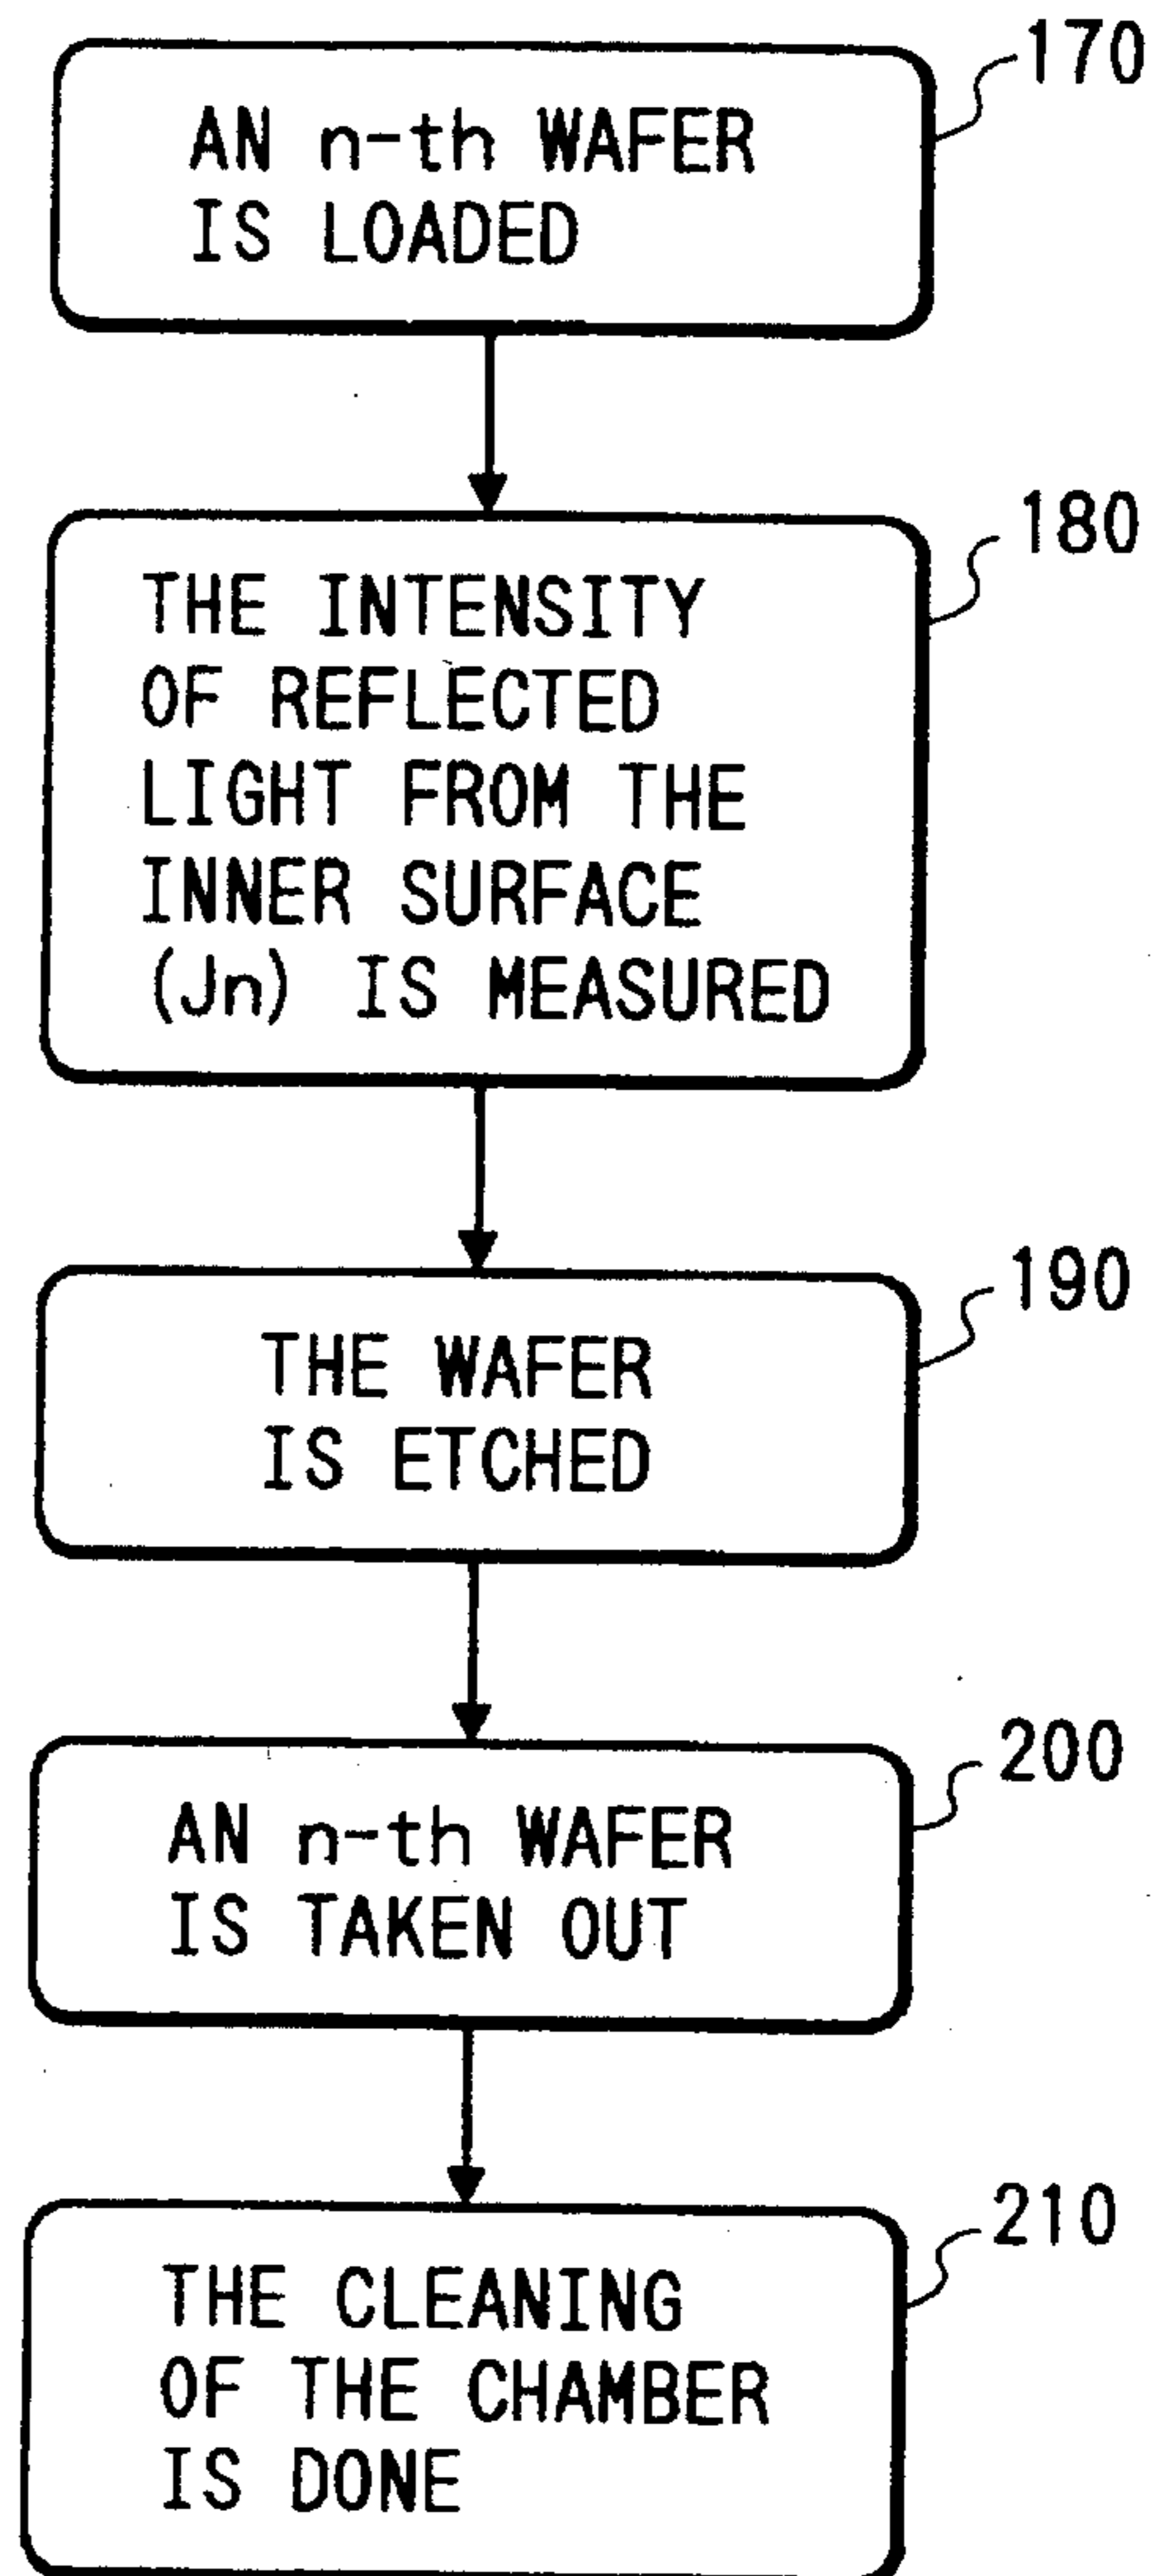 170
AN n-th WAFER
IS LOADED
180
THE INTENSITY
OF REFLECTED
LIGHT FROM THE
INNER SURFACE
(Jn) IS MEASURED
190
THE WAFER
IS ETCHED
200
AN n-th WAFER
IS TAKEN OUT
210
THE CLEANING
OF THE CHAMBER
IS DONE